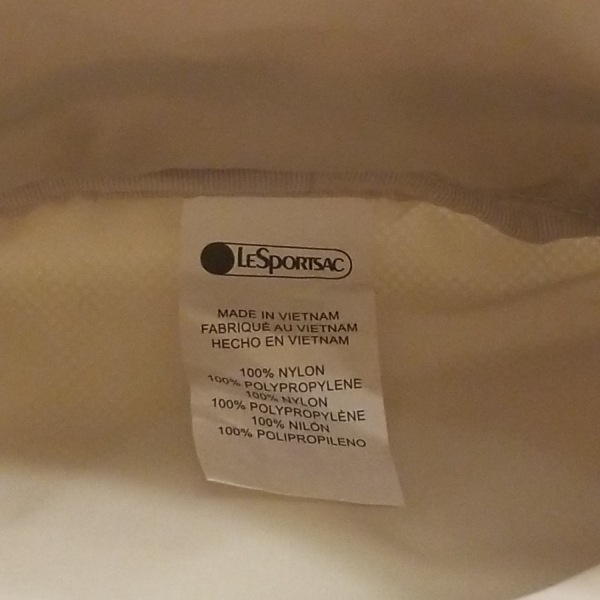 LESPORTSAC
MADE IN VIETNAM
FABRIQUÉ AU VIETNAM
HECHO EN VIETNAM
100% NYLON
100% POLYPROPYLENE
100% NYLON
100% POLYPROPYLÈNE
100% NILÓN
100% POLIPROPILENO